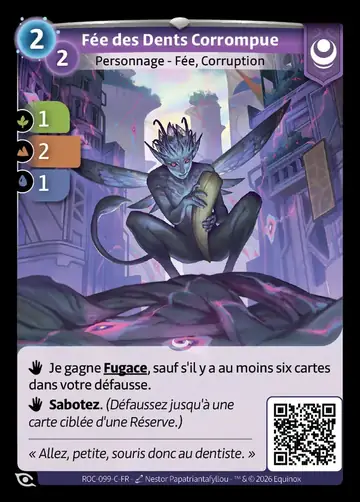 2
Fée des Dents Corrompue
2
Personnage - Fée, Corruption
1
2
1
Je gagne Fugace, sauf s'il y a au moins six cartes
dans votre défausse.
Sabotez. (Défaussez jusqu'à une
carte ciblée d'une Réserve.)
« Allez, petite, souris donc au dentiste. »
ROC-099-C-FR - Nestor Papatriantafyllou - ™ & © 2026 Equinox